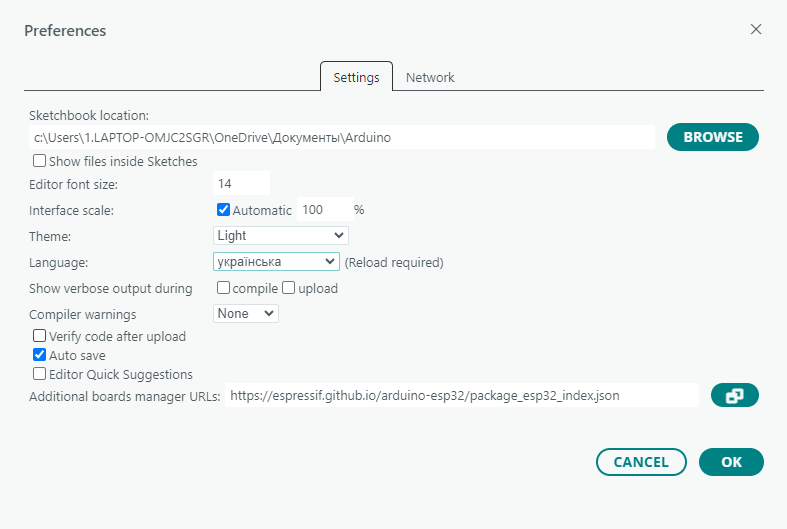 Preferences
Settings Network
Sketchbook location:
c:\Users\1.LAPTOP-OMJC2SGR\OneDrive\Документы\Arduino BROWSE
Show files inside Sketches
Editor font size: 14
Interface scale: Automatic 100 %
Theme: Light
Language: українська (Reload required)
Show verbose output during compile upload
Compiler warnings None
Verify code after upload
Auto save
Editor Quick Suggestions
Additional boards manager URLs: https://espressif.github.io/arduino-esp32/package_esp32_index.json
CANCEL OK